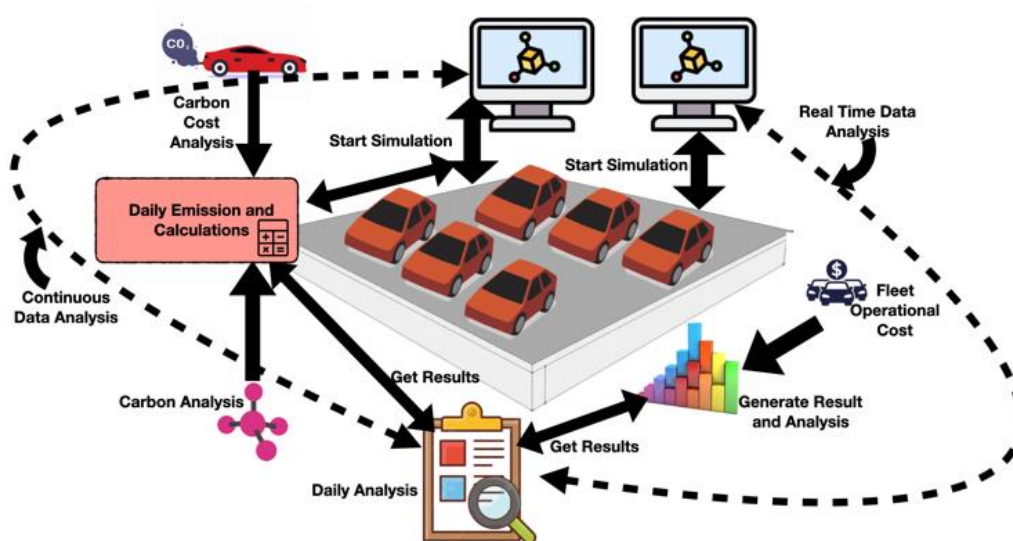 CO₂
Carbon
Cost
Analysis
Start Simulation
Start Simulation
Real Time Data
Analysis
Daily Emission and
Calculations
Continuous
Data Analysis
$
Fleet
Operational
Cost
Get Results
Carbon Analysis
Generate Result
and Analysis
Get Results
Daily Analysis